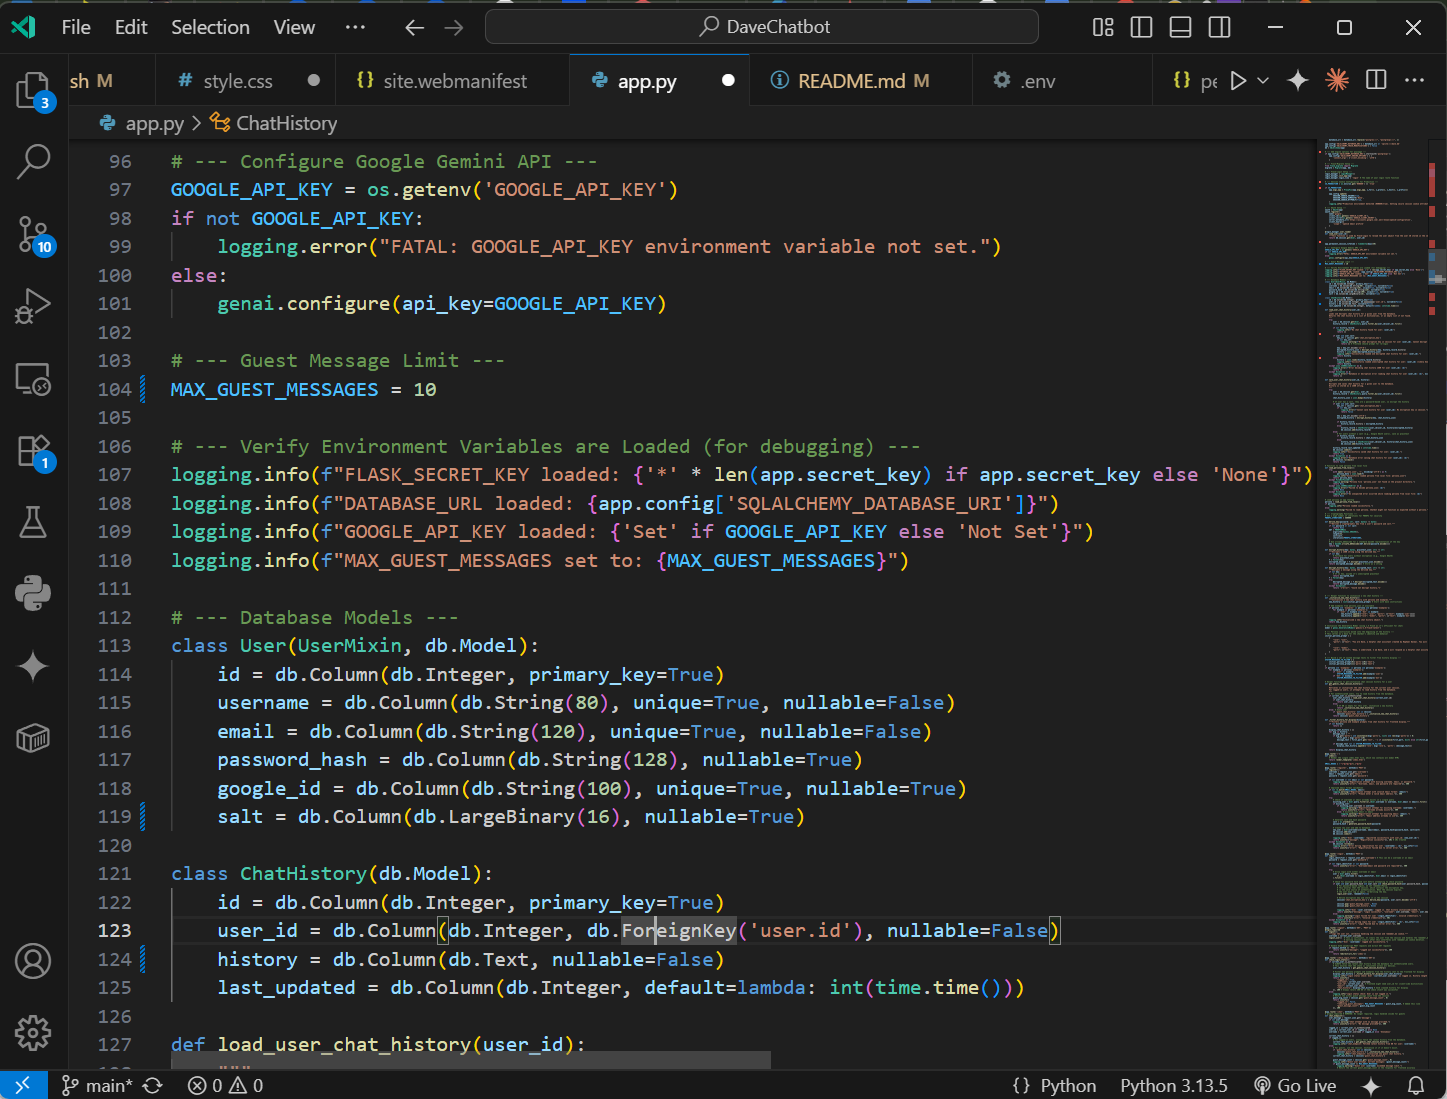 File Edit Selection View ··· DaveChatbot
sh M # style.css {} site.webmanifest app.py README.md M .env {} pe
app.py > ChatHistory
3
10
1
96 # --- Configure Google Gemini API ---
97 GOOGLE_API_KEY = os.getenv('GOOGLE_API_KEY')
98 if not GOOGLE_API_KEY:
99 logging.error("FATAL: GOOGLE_API_KEY environment variable not set.")
100 else:
101 genai.configure(api_key=GOOGLE_API_KEY)
102
103 # --- Guest Message Limit ---
104 MAX_GUEST_MESSAGES = 10
105
106 # --- Verify Environment Variables are Loaded (for debugging) ---
107 logging.info(f"FLASK_SECRET_KEY loaded: {'*' * len(app.secret_key) if app.secret_key else 'None'}")
108 logging.info(f"DATABASE_URL loaded: {app.config['SQLALCHEMY_DATABASE_URI']}")
109 logging.info(f"GOOGLE_API_KEY loaded: {'Set' if GOOGLE_API_KEY else 'Not Set'}")
110 logging.info(f"MAX_GUEST_MESSAGES set to: {MAX_GUEST_MESSAGES}")
111
112 # --- Database Models ---
113 class User(UserMixin, db.Model):
114 id = db.Column(db.Integer, primary_key=True)
115 username = db.Column(db.String(80), unique=True, nullable=False)
116 email = db.Column(db.String(120), unique=True, nullable=False)
117 password_hash = db.Column(db.String(128), nullable=True)
118 google_id = db.Column(db.String(100), unique=True, nullable=True)
119 salt = db.Column(db.LargeBinary(16), nullable=True)
120
121 class ChatHistory(db.Model):
122 id = db.Column(db.Integer, primary_key=True)
123 user_id = db.Column(db.Integer, db.ForeignKey('user.id'), nullable=False)
124 history = db.Column(db.Text, nullable=False)
125 last_updated = db.Column(db.Integer, default=lambda: int(time.time()))
126
127 def load_user_chat_history(user_id):
"""
main* 0 0 {} Python Python 3.13.5 Go Live